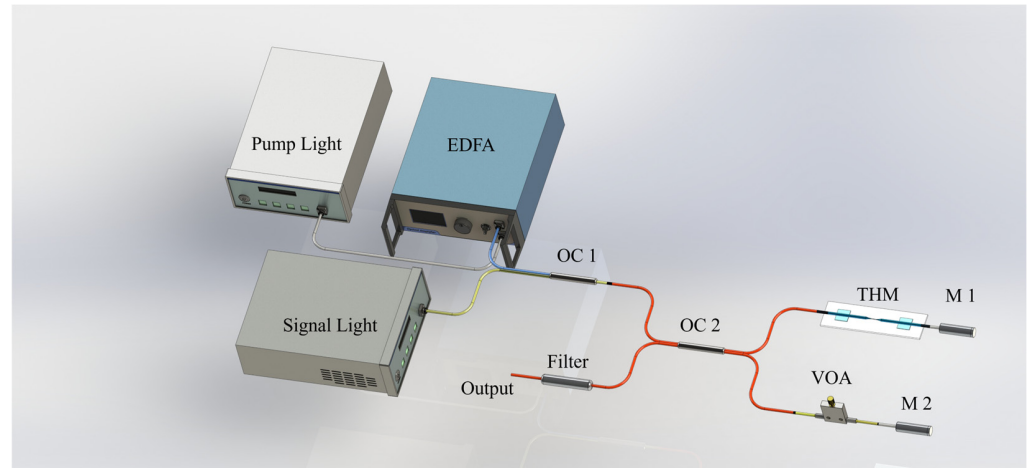 Pump Light
EDFA
Signal Light
OC 1
OC 2
THM
M 1
Filter
Output
VOA
M 2